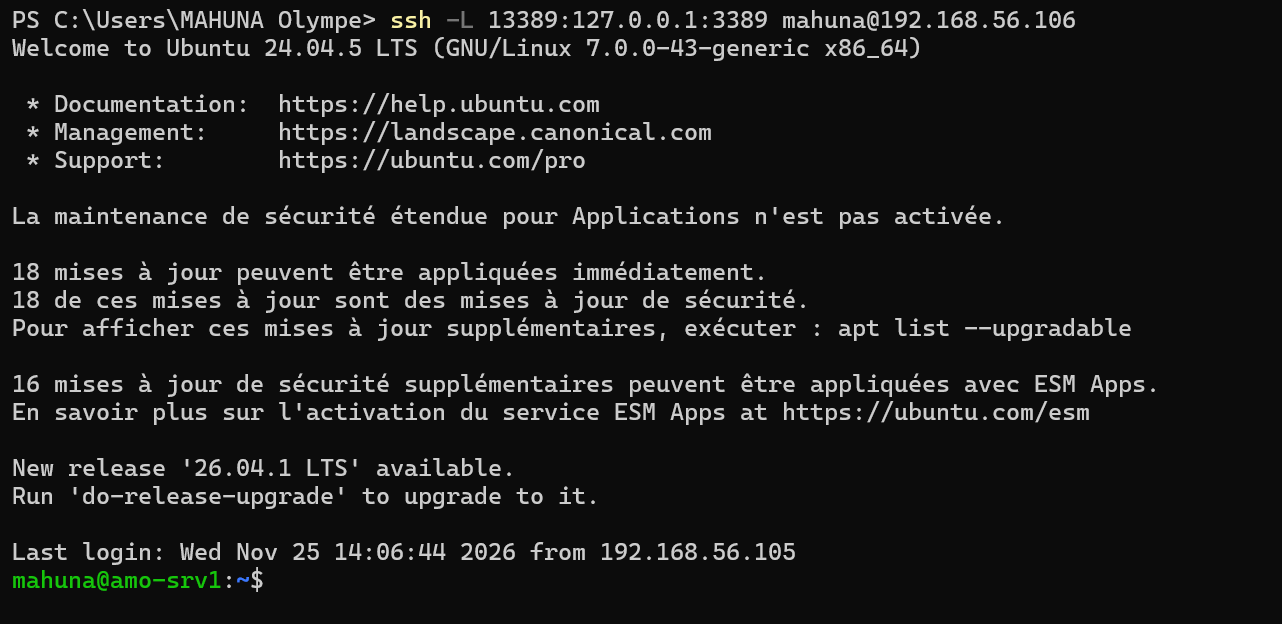 PS C:\Users\MAHUNA Olympe> ssh -L 13389:127.0.0.1:3389 mahuna@192.168.56.106
Welcome to Ubuntu 24.04.5 LTS (GNU/Linux 7.0.0-43-generic x86_64)

 * Documentation:  https://help.ubuntu.com
 * Management:     https://landscape.canonical.com
 * Support:        https://ubuntu.com/pro

La maintenance de sécurité étendue pour Applications n'est pas activée.

18 mises à jour peuvent être appliquées immédiatement.
18 de ces mises à jour sont des mises à jour de sécurité.
Pour afficher ces mises à jour supplémentaires, exécuter : apt list --upgradable

16 mises à jour de sécurité supplémentaires peuvent être appliquées avec ESM Apps.
En savoir plus sur l'activation du service ESM Apps at https://ubuntu.com/esm

New release '26.04.1 LTS' available.
Run 'do-release-upgrade' to upgrade to it.

Last login: Wed Nov 25 14:06:44 2026 from 192.168.56.105
mahuna@amo-srv1:~$